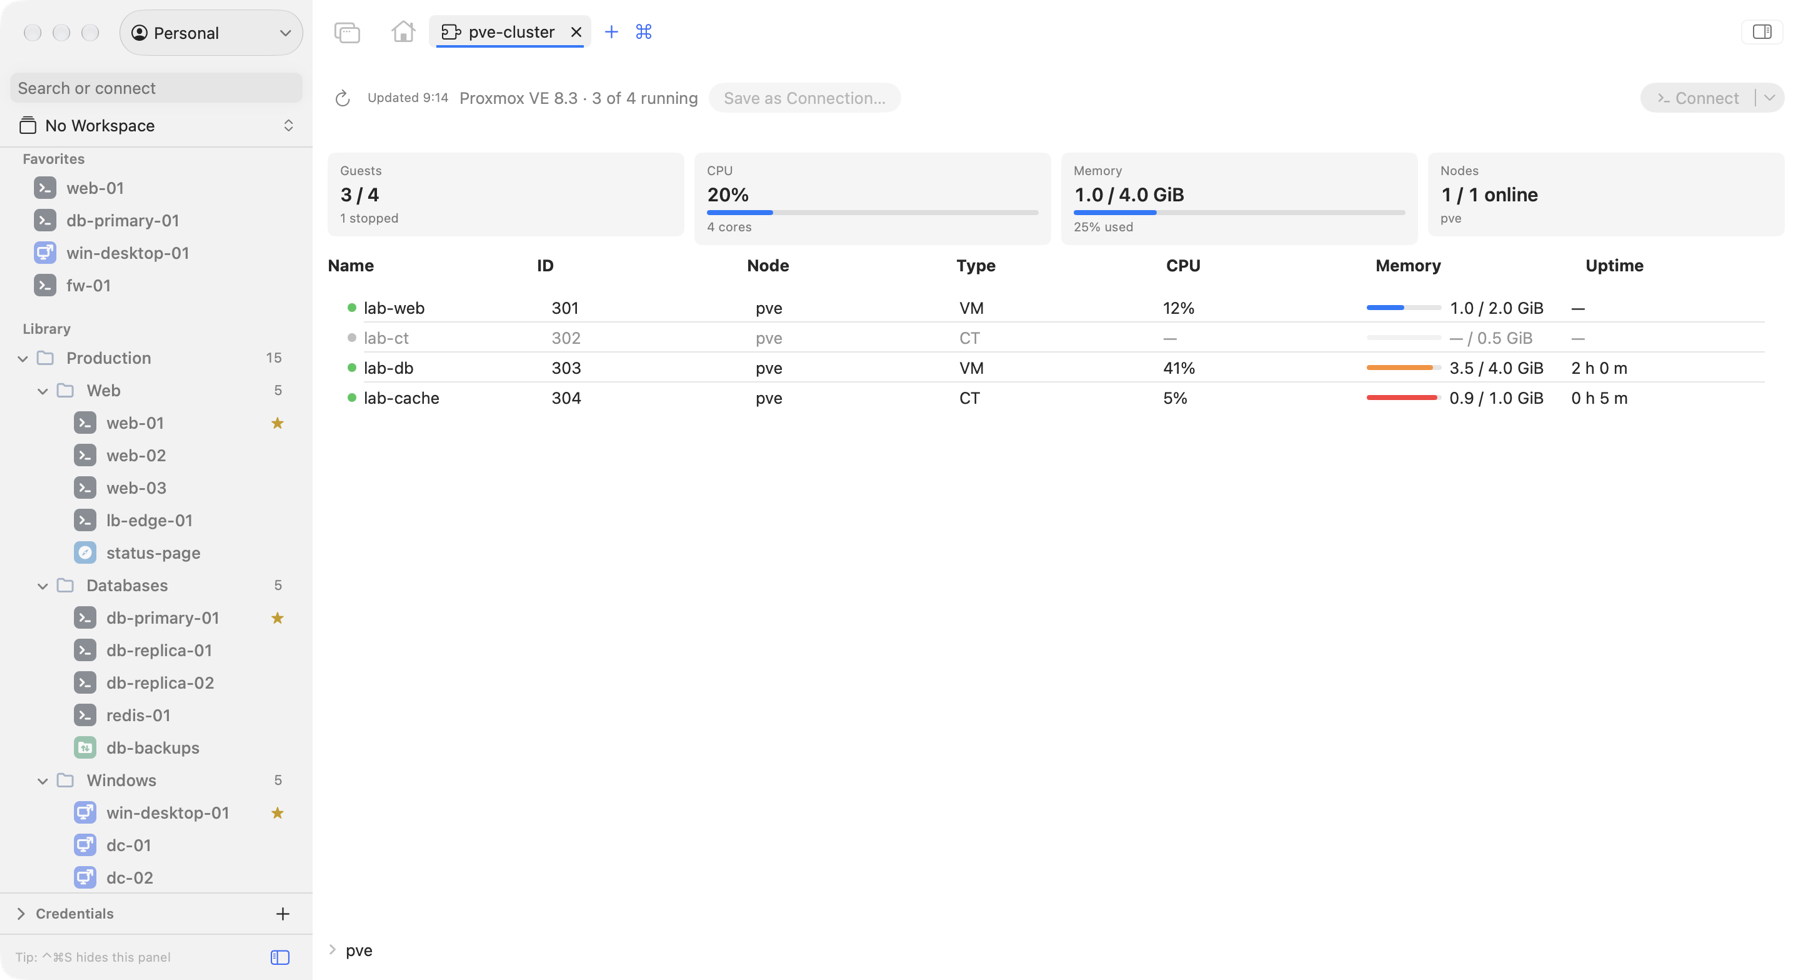 Personal
pve-cluster
Search or connect
No Workspace
Updated 9:14 Proxmox VE 8.3 · 3 of 4 running Save as Connection...
Connect
Favorites
web-01
db-primary-01
win-desktop-01
fw-01
Library
Production 15
Web 5
web-01
web-02
web-03
lb-edge-01
status-page
Databases 5
db-primary-01
db-replica-01
db-replica-02
redis-01
db-backups
Windows 5
win-desktop-01
dc-01
dc-02
Credentials
Tip: ^⌘S hides this panel
Guests
3 / 4
1 stopped
CPU
20%
4 cores
Memory
1.0 / 4.0 GiB
25% used
Nodes
1 / 1 online
pve
Name ID Node Type CPU Memory Uptime
lab-web 301 pve VM 12% 1.0 / 2.0 GiB —
lab-ct 302 pve CT — — / 0.5 GiB —
lab-db 303 pve VM 41% 3.5 / 4.0 GiB 2 h 0 m
lab-cache 304 pve CT 5% 0.9 / 1.0 GiB 0 h 5 m
pve